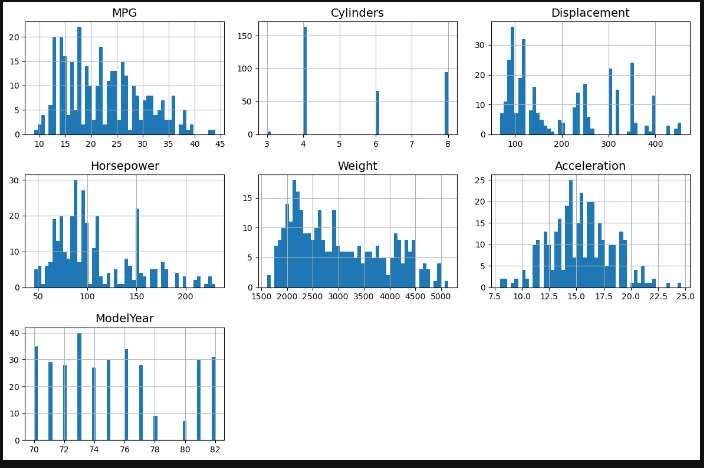 MPG Cylinders Displacement
20 150 30
15 100 20
10 50 10
5
0 0 0
10 15 20 25 30 35 40 45 3 4 5 6 7 8 100 200 300 400
Horsepower Weight Acceleration
30 15 25
20 10 20
10 5 15
0 0 10
5
0
50 100 150 200 1500 2000 2500 3000 3500 4000 4500 5000 7.5 10.0 12.5 15.0 17.5 20.0 22.5 25.0
ModelYear
40
30
20
10
0
70 72 74 76 78 80 82